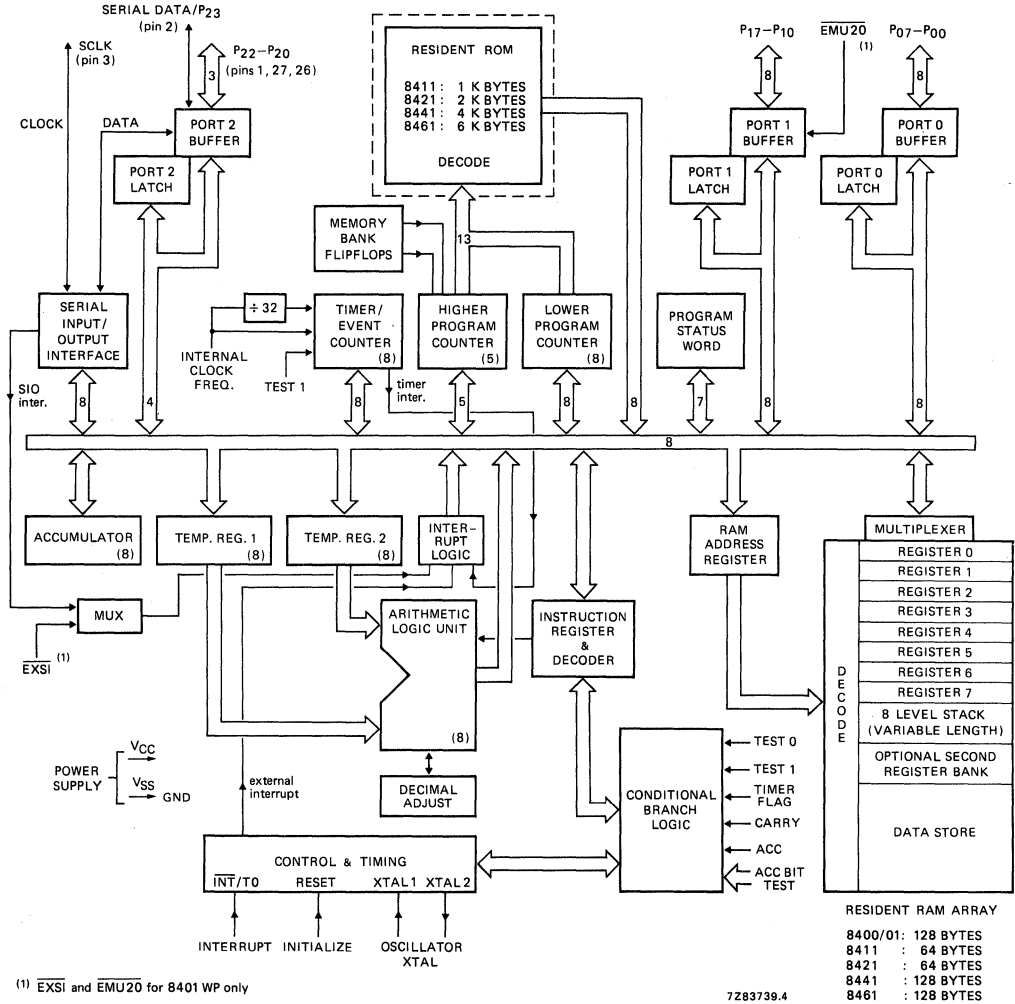 SERIAL DATA/P23
(pin 2)
SCLK
(pin 3)
P22–P20
(pins 1, 27, 26)
3
CLOCK
DATA
PORT 2
BUFFER
PORT 2
LATCH
RESIDENT ROM
8411: 1 K BYTES
8421: 2 K BYTES
8441: 4 K BYTES
8461: 6 K BYTES
DECODE
P17–P10
EMU20
(1)
P07–P00
8
8
PORT 1
BUFFER
PORT 0
BUFFER
PORT 1
LATCH
PORT 0
LATCH
MEMORY
BANK
FLIPFLOPS
13
SERIAL
INPUT/
OUTPUT
INTERFACE
÷ 32
INTERNAL
CLOCK
FREQ.
TEST 1
TIMER/
EVENT
COUNTER
(8)
HIGHER
PROGRAM
COUNTER
(5)
LOWER
PROGRAM
COUNTER
(8)
PROGRAM
STATUS
WORD
SIO
inter.
timer
inter.
8
4
8
5
8
8
7
8
8
8
ACCUMULATOR
(8)
TEMP. REG. 1
(8)
TEMP. REG. 2
(8)
INTER–
RUPT
LOGIC
RAM
ADDRESS
REGISTER
MULTIPLEXER
DECODE
REGISTER 0
REGISTER 1
REGISTER 2
REGISTER 3
REGISTER 4
REGISTER 5
REGISTER 6
REGISTER 7
8 LEVEL STACK
(VARIABLE LENGTH)
OPTIONAL SECOND
REGISTER BANK
DATA STORE
MUX
EXSI (1)
ARITHMETIC
LOGIC UNIT
(8)
INSTRUCTION
REGISTER
&
DECODER
POWER
SUPPLY
VCC
VSS
GND
external
interrupt
DECIMAL
ADJUST
CONDITIONAL
BRANCH
LOGIC
TEST 0
TEST 1
TIMER
FLAG
CARRY
ACC
ACC BIT
TEST
CONTROL & TIMING
INT/T0 RESET XTAL1 XTAL2
INTERRUPT INITIALIZE OSCILLATOR
XTAL
RESIDENT RAM ARRAY
8400/01: 128 BYTES
8411 : 64 BYTES
8421 : 64 BYTES
8441 : 128 BYTES
8461 : 128 BYTES
(1) EXSI and EMU20 for 8401 WP only
7Z83739.4